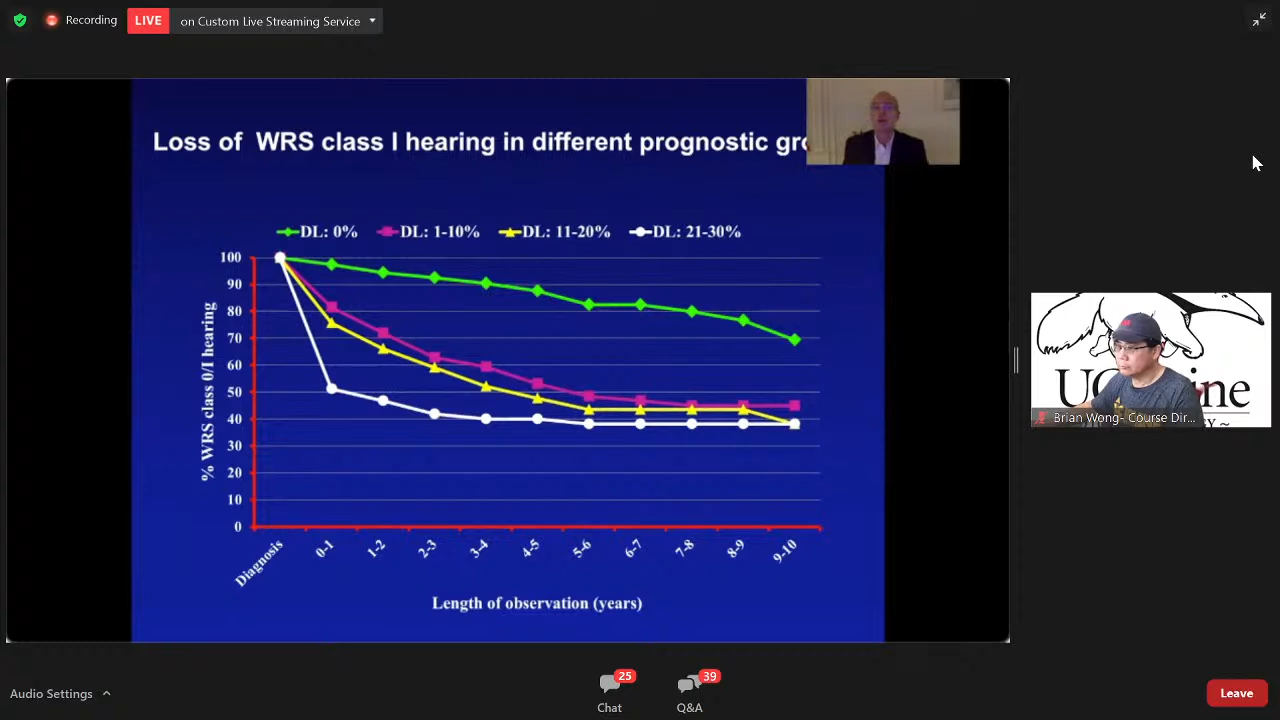 Recording
LIVE
on Custom Live Streaming Service
Loss of WRS class I hearing in different prognostic
DL: 0% DL: 1-10% DL: 11-20% DL: 21-30%
% WRS class 0/I hearing
100
90
80
70
60
50
40
30
20
10
0
Diagnosis 0-1 1-2 2-3 3-4 4-5 5-6 6-7 7-8 8-9 9-10
Length of observation (years)
Brian Wong- Course Dir...
Audio Settings
25
Chat
39
Q&A
Leave